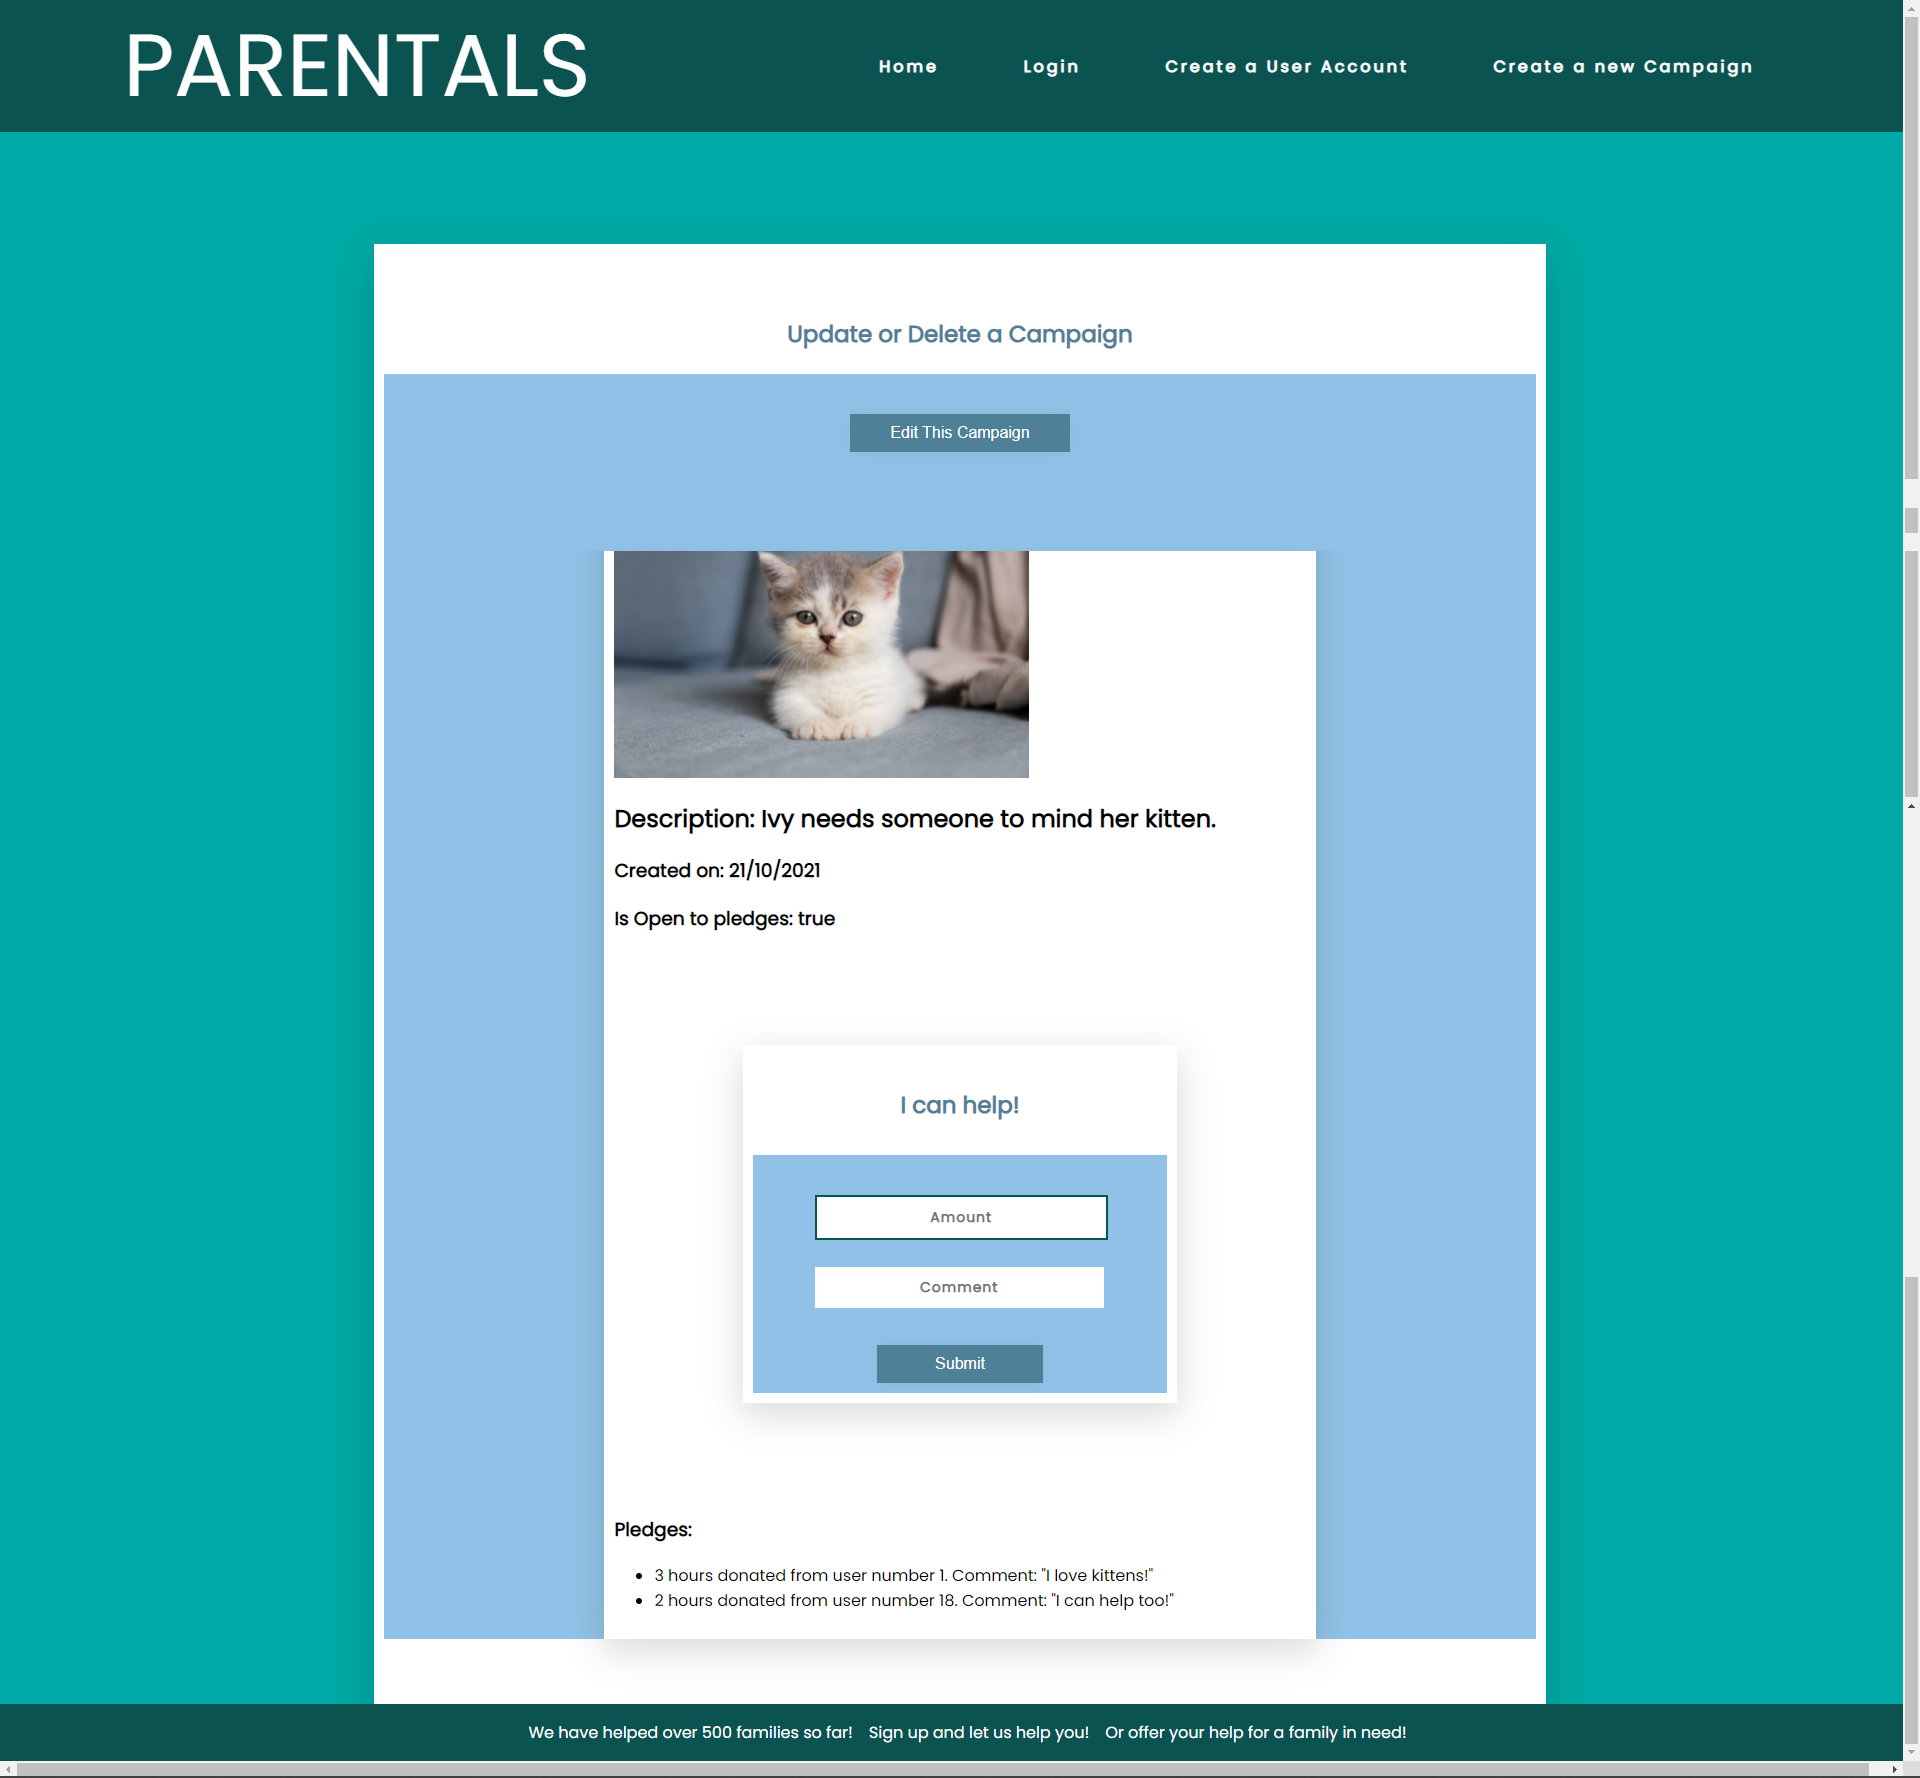 PARENTALS
Home Login Create a User Account Create a new Campaign
Update or Delete a Campaign
Edit This Campaign
Description: Ivy needs someone to mind her kitten.
Created on: 21/10/2021
Is Open to pledges: true
I can help!
Amount
Comment
Submit
Pledges:
3 hours donated from user number 1. Comment: "I love kittens!"
2 hours donated from user number 18. Comment: "I can help too!"
We have helped over 500 families so far! Sign up and let us help you! Or offer your help for a family in need!